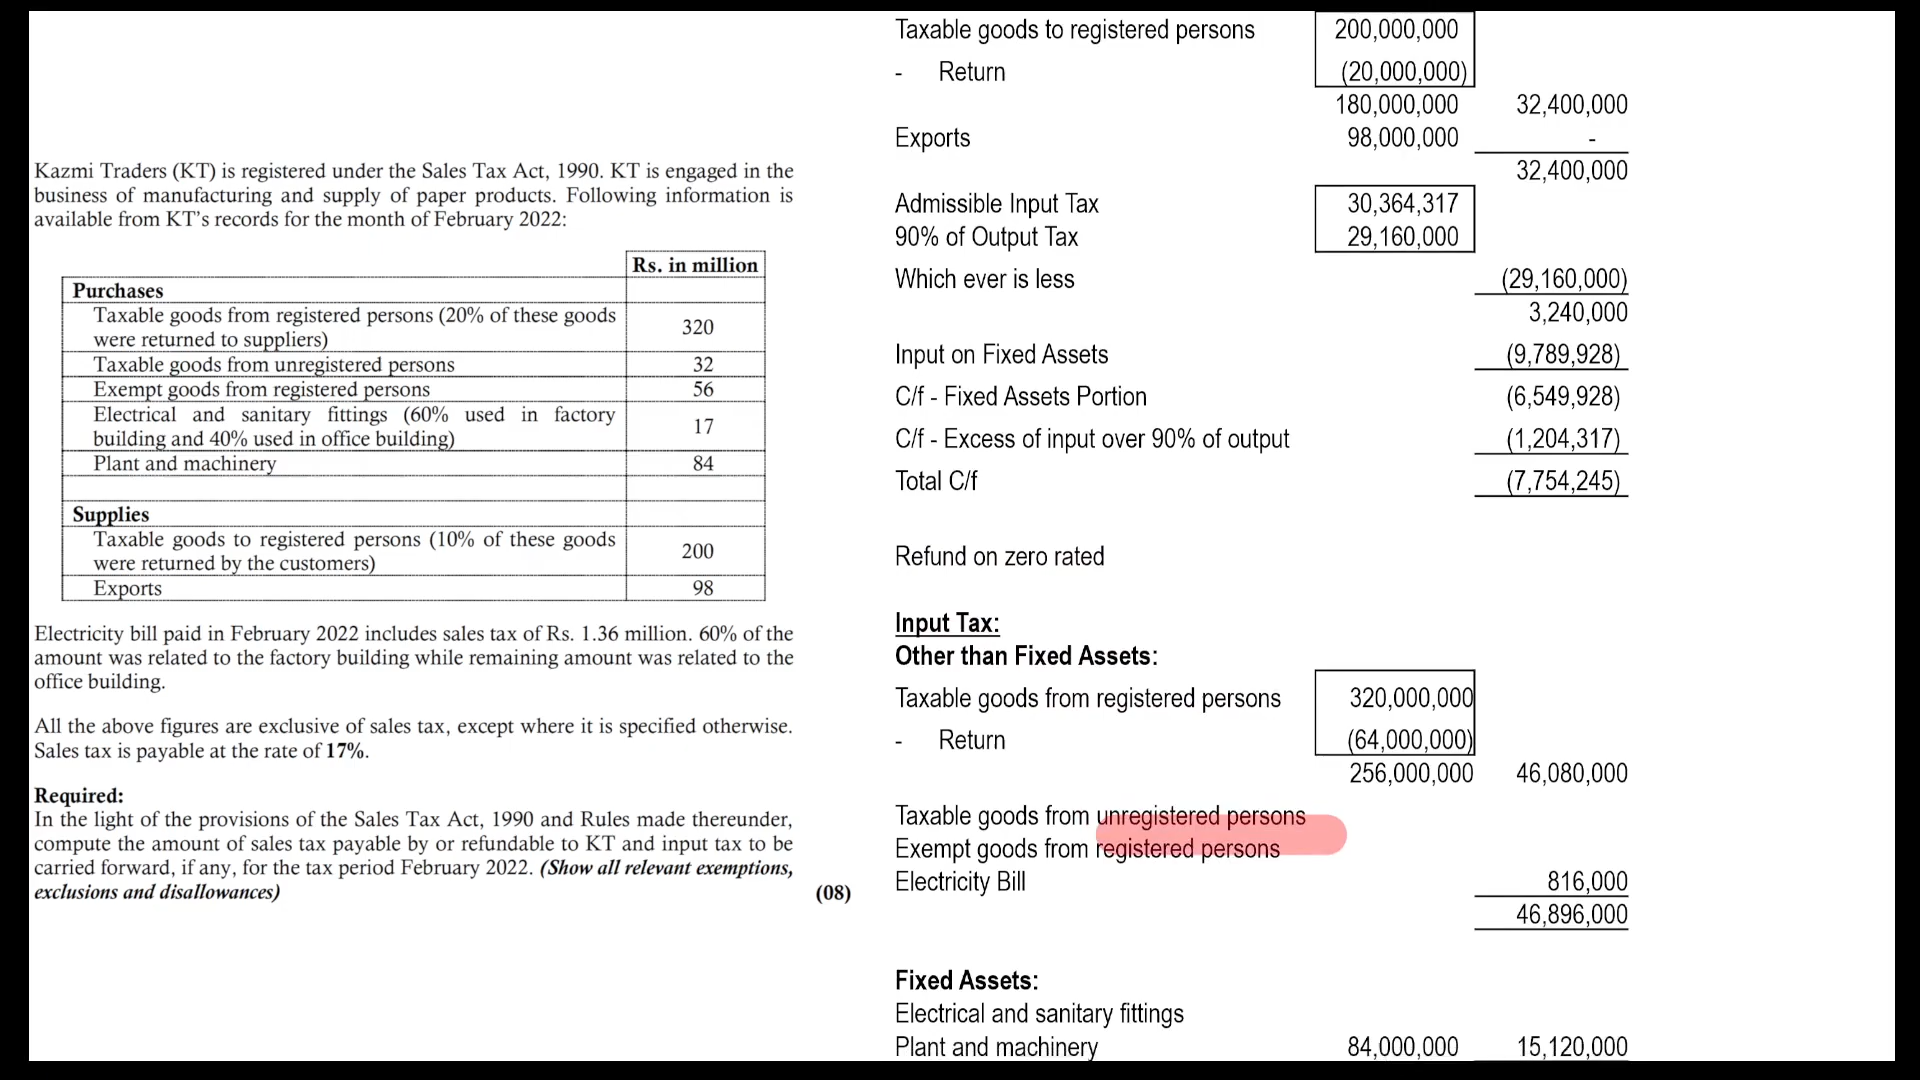 Kazmi Traders (KT) is registered under the Sales Tax Act, 1990. KT is engaged in the
business of manufacturing and supply of paper products. Following information is
available from KT's records for the month of February 2022:
Rs. in million
Purchases
Taxable goods from registered persons (20% of these goods
were returned to suppliers)
320
Taxable goods from unregistered persons 32
Exempt goods from registered persons 56
Electrical and sanitary fittings (60% used in factory
building and 40% used in office building)
17
Plant and machinery 84
Supplies
Taxable goods to registered persons (10% of these goods
were returned by the customers)
200
Exports 98
Electricity bill paid in February 2022 includes sales tax of Rs. 1.36 million. 60% of the
amount was related to the factory building while remaining amount was related to the
office building.
All the above figures are exclusive of sales tax, except where it is specified otherwise.
Sales tax is payable at the rate of 17%.
Required:
In the light of the provisions of the Sales Tax Act, 1990 and Rules made thereunder,
compute the amount of sales tax payable by or refundable to KT and input tax to be
carried forward, if any, for the tax period February 2022. (Show all relevant exemptions,
exclusions and disallowances) (08)
Taxable goods to registered persons 200,000,000
- Return (20,000,000)
180,000,000 32,400,000
Exports 98,000,000 -
32,400,000
Admissible Input Tax 30,364,317
90% of Output Tax 29,160,000
Which ever is less (29,160,000)
3,240,000
Input on Fixed Assets (9,789,928)
C/f - Fixed Assets Portion (6,549,928)
C/f - Excess of input over 90% of output (1,204,317)
Total C/f (7,754,245)
Refund on zero rated
Input Tax:
Other than Fixed Assets:
Taxable goods from registered persons 320,000,000
- Return (64,000,000)
256,000,000 46,080,000
Taxable goods from unregistered persons
Exempt goods from registered persons
Electricity Bill 816,000
46,896,000
Fixed Assets:
Electrical and sanitary fittings
Plant and machinery 84,000,000 15,120,000